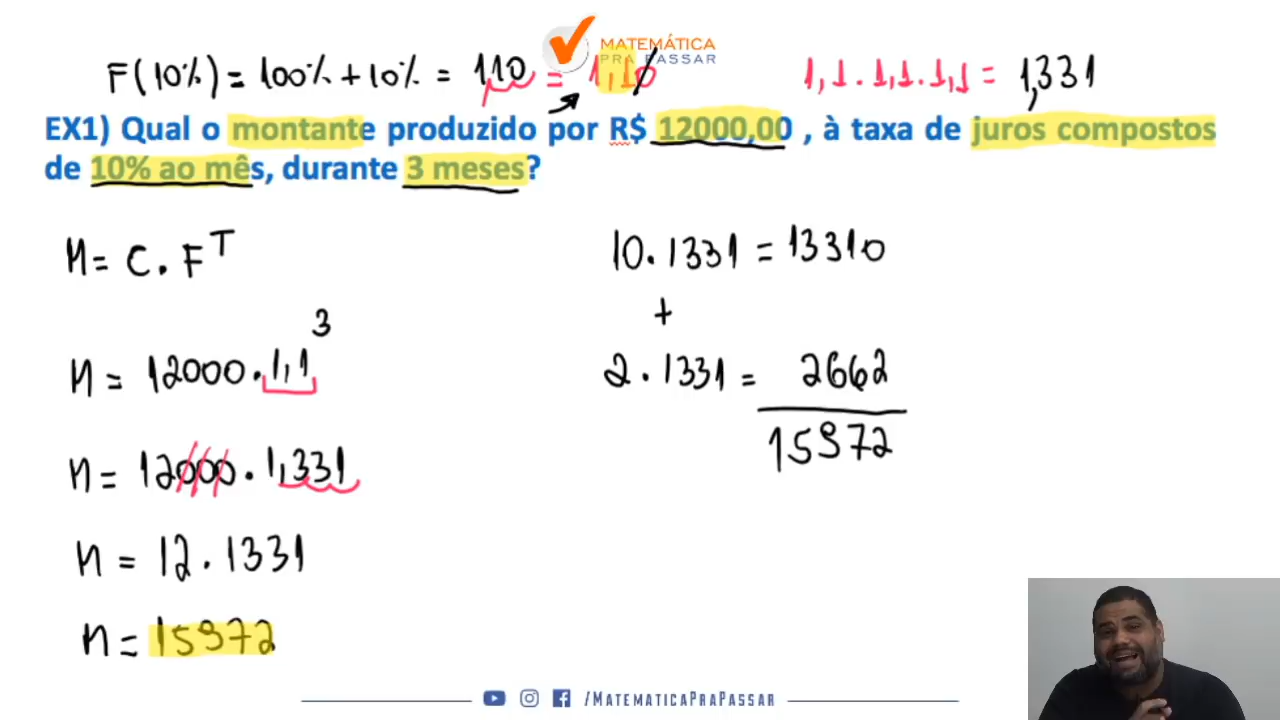 MATEMÁTICA
PRA PASSAR
F(10%) = 100% + 10% = 110 = 1,10
1,1 . 1,1 . 1,1 = 1,331
EX1) Qual o montante produzido por R$ 12000,00 , à taxa de juros compostos
de 10% ao mês, durante 3 meses?
M = C . F^T
M = 12000 . 1,1^3
M = 12000 . 1,331
M = 12 . 1331
M = 15972
10 . 1331 = 13310
+
2 . 1331 = 2662
15972
/MATEMATICAPRAPASSAR